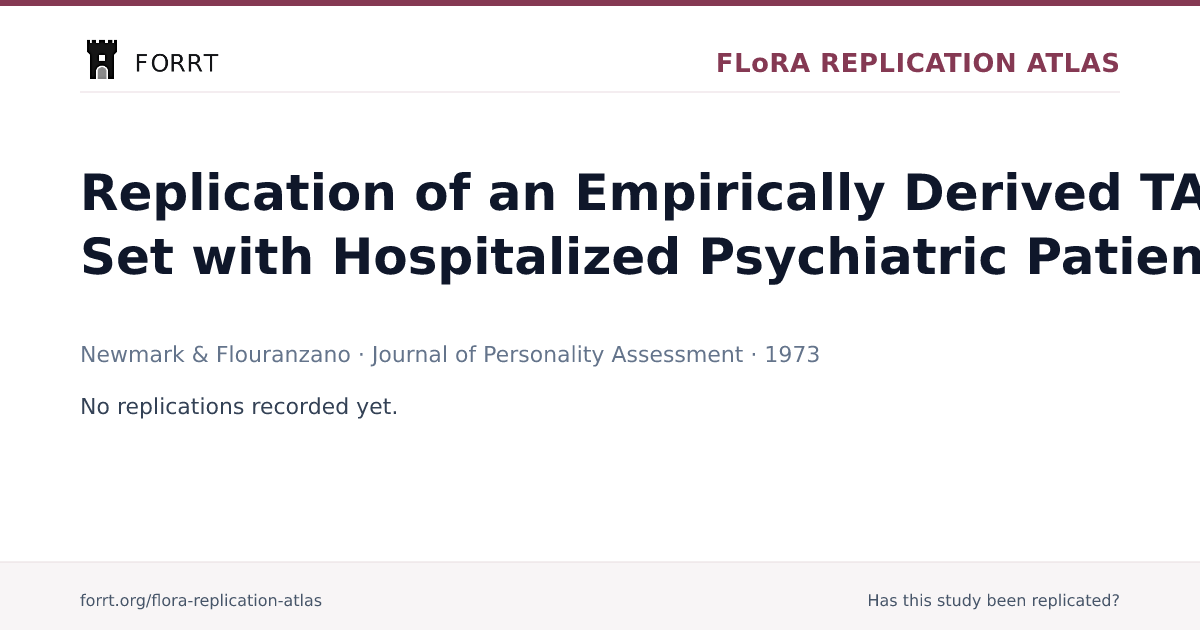 FORRT
FLoRA REPLICATION ATLAS
Replication of an Empirically Derived TA
Set with Hospitalized Psychiatric Patien
Newmark & Flouranzano · Journal of Personality Assessment · 1973
No replications recorded yet.
forrt.org/flora-replication-atlas
Has this study been replicated?